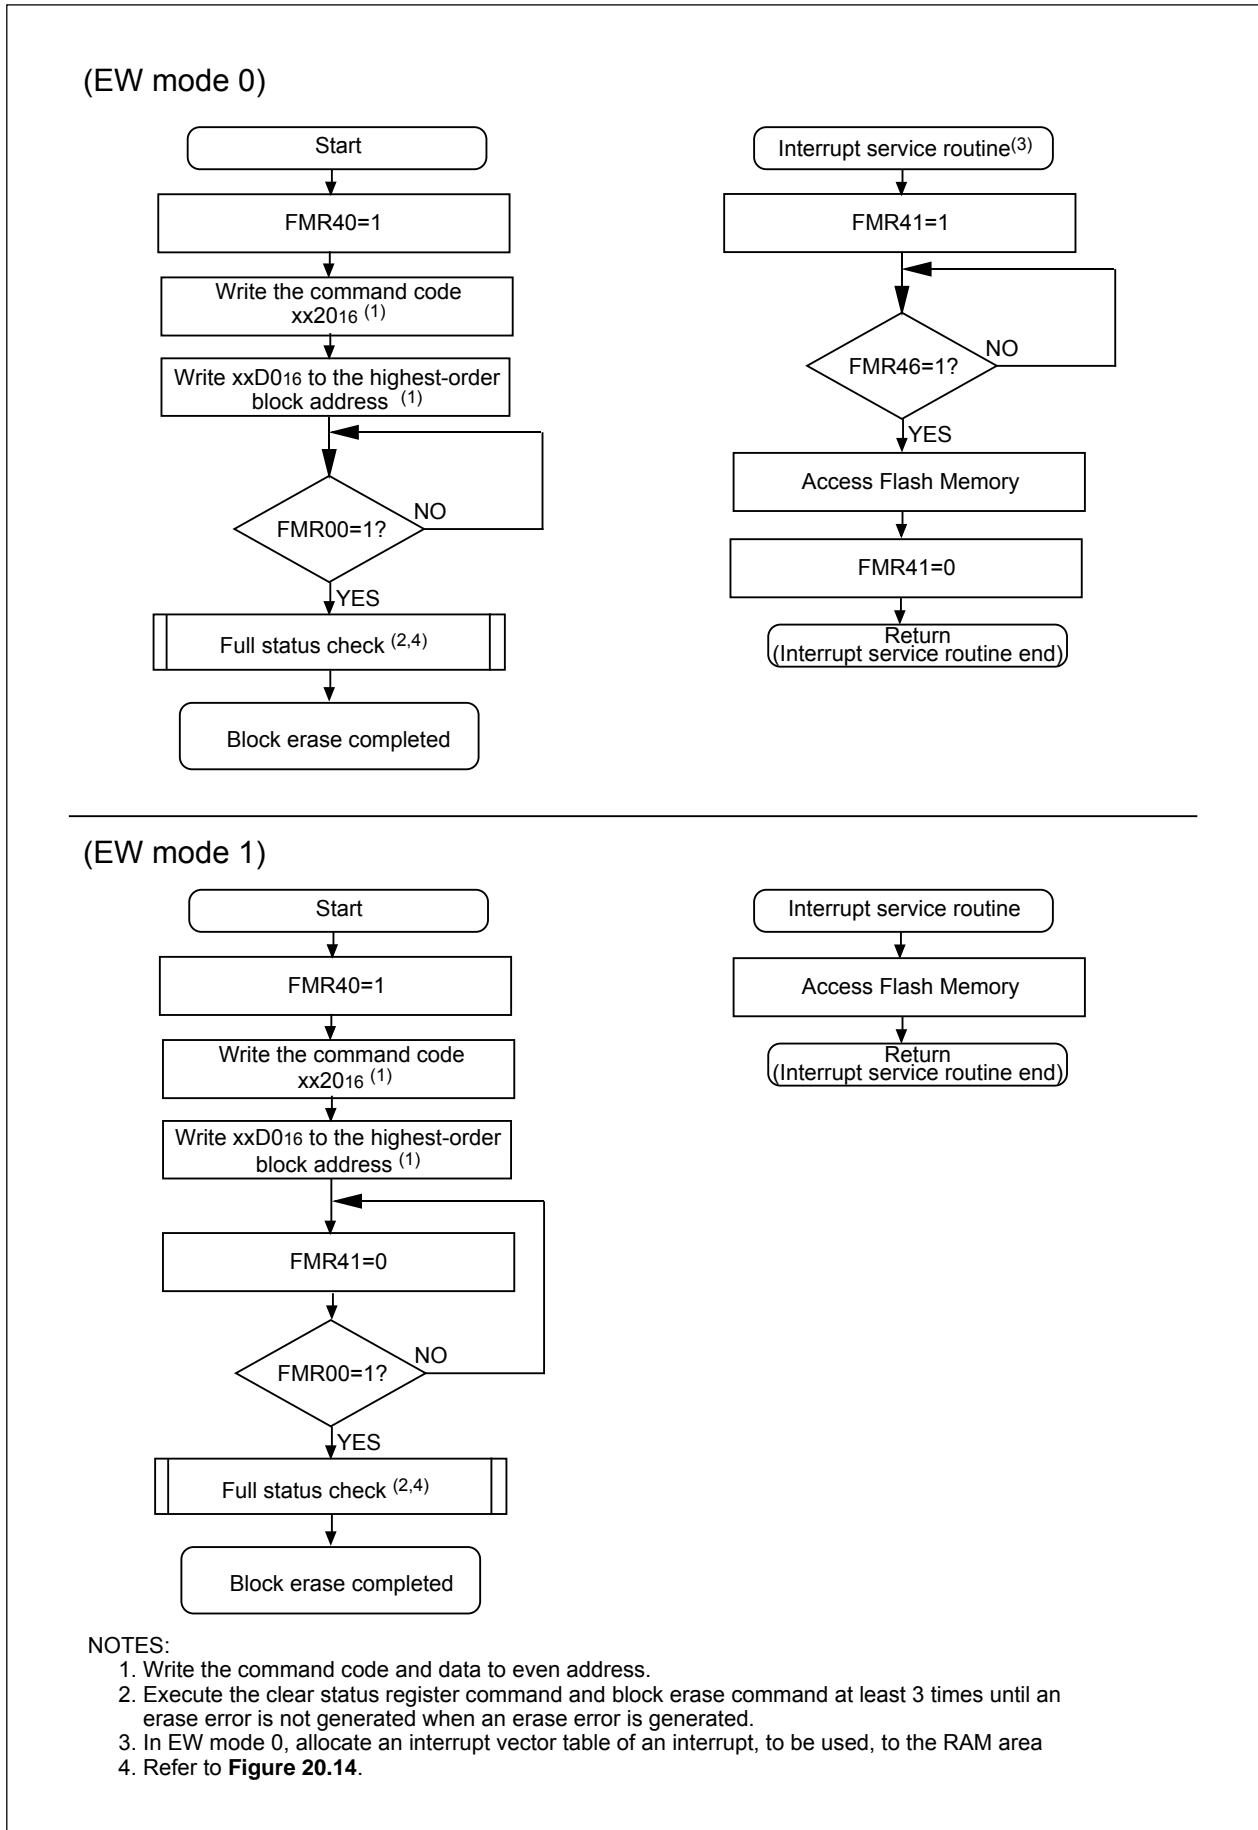 (EW mode 0)
Start
FMR40=1
Write the command code
xx2016 (1)
Write xxD016 to the highest-order
block address (1)
FMR00=1?
NO
YES
Full status check (2,4)
Block erase completed
Interrupt service routine(3)
FMR41=1
FMR46=1?
NO
YES
Access Flash Memory
FMR41=0
Return
(Interrupt service routine end)
(EW mode 1)
Start
FMR40=1
Write the command code
xx2016 (1)
Write xxD016 to the highest-order
block address (1)
FMR41=0
FMR00=1?
NO
YES
Full status check (2,4)
Block erase completed
Interrupt service routine
Access Flash Memory
Return
(Interrupt service routine end)
NOTES:
1. Write the command code and data to even address.
2. Execute the clear status register command and block erase command at least 3 times until an
erase error is not generated when an erase error is generated.
3. In EW mode 0, allocate an interrupt vector table of an interrupt, to be used, to the RAM area
4. Refer to Figure 20.14.